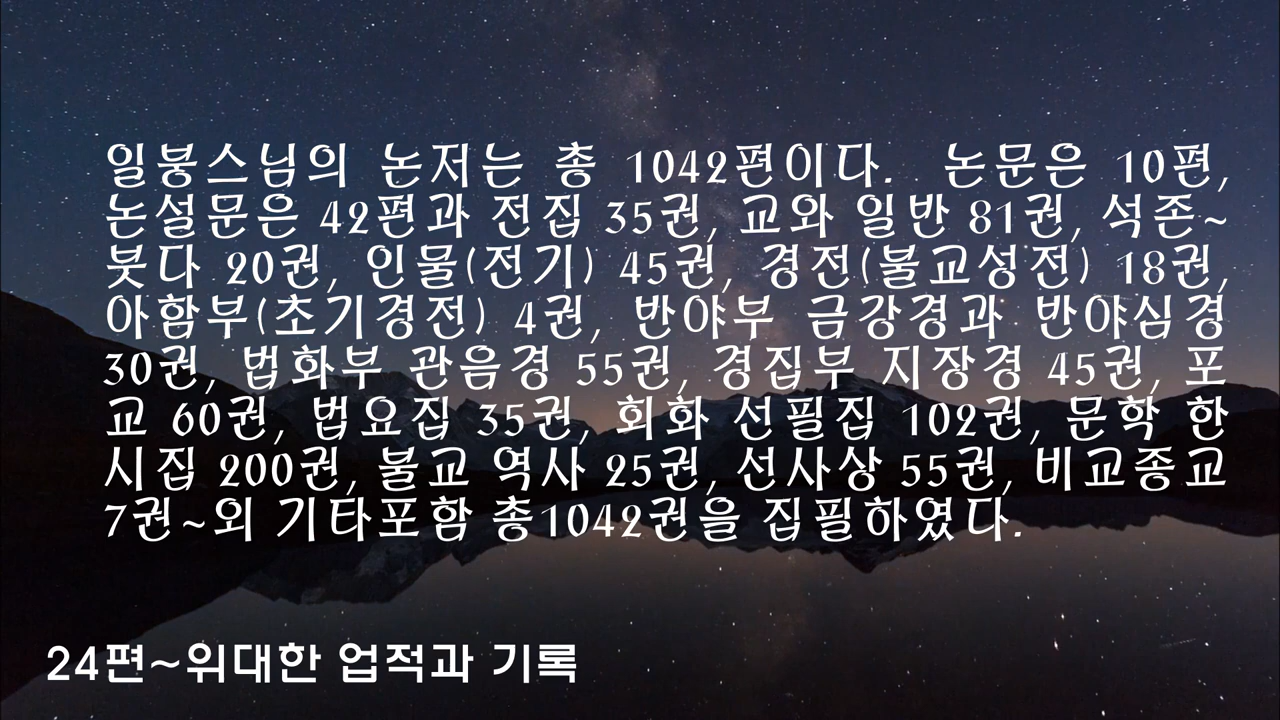 일붕스님의 논저는 총 1042편이다. 논문은 10편,
논설문은 42편과 전집 35권, 교와 일반 81권, 석존~
붓다 20권, 인물(전기) 45권, 경전(불교성전) 18권,
아함부(초기경전) 4권, 반야부 금강경과 반야심경
30권, 법화부 관음경 55권, 경집부 지장경 45권, 포
교 60권, 법요집 35권, 회화 선필집 102권, 문학 한
시집 200권, 불교 역사 25권, 선사상 55권, 비교종교
7권~외 기타포함 총1042권을 집필하였다.
24편~위대한 업적과 기록